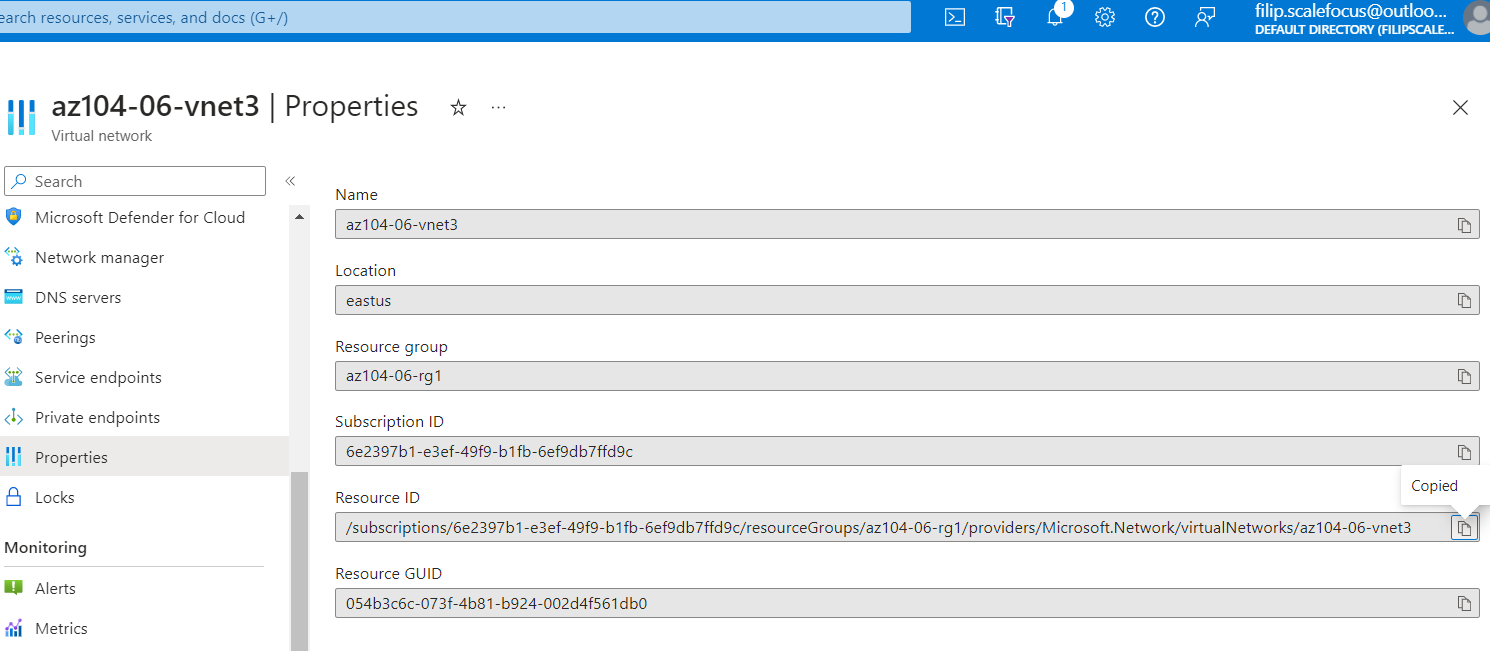 earch resources, services, and docs (G+/)
1
filip.scalefocus@outloo...
DEFAULT DIRECTORY (FILIPSCALE...
az104-06-vnet3 | Properties
Virtual network
Search
Microsoft Defender for Cloud
Network manager
DNS servers
Peerings
Service endpoints
Private endpoints
Properties
Locks
Monitoring
Alerts
Metrics
Name
az104-06-vnet3
Location
eastus
Resource group
az104-06-rg1
Subscription ID
6e2397b1-e3ef-49f9-b1fb-6ef9db7ffd9c
Copied
Resource ID
/subscriptions/6e2397b1-e3ef-49f9-b1fb-6ef9db7ffd9c/resourceGroups/az104-06-rg1/providers/Microsoft.Network/virtualNetworks/az104-06-vnet3
Resource GUID
054b3c6c-073f-4b81-b924-002d4f561db0